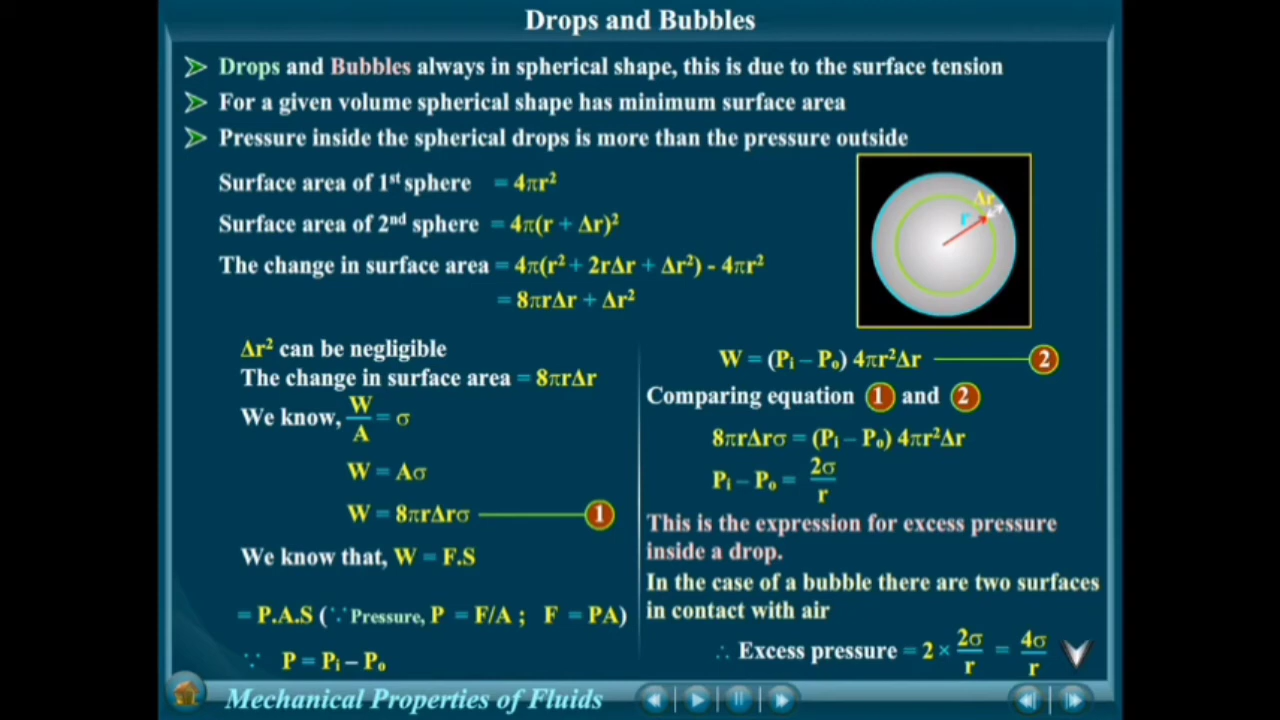 Drops and Bubbles
Drops and Bubbles always in spherical shape, this is due to the surface tension
For a given volume spherical shape has minimum surface area
Pressure inside the spherical drops is more than the pressure outside
Surface area of 1st sphere = 4πr²
Surface area of 2nd sphere = 4π(r + Δr)²
The change in surface area = 4π(r² + 2rΔr + Δr²) - 4πr²
= 8πrΔr + Δr²
Δr
r
Δr² can be negligible
The change in surface area = 8πrΔr
We know, W/A = σ
W = Aσ
W = 8πrΔrσ 1
We know that, W = F.S
= P.A.S (∵ Pressure, P = F/A ; F = PA)
∵ P = Pᵢ – Pₒ
W = (Pᵢ – Pₒ) 4πr²Δr 2
Comparing equation 1 and 2
8πrΔrσ = (Pᵢ – Pₒ) 4πr²Δr
Pᵢ – Pₒ = 2σ/r
This is the expression for excess pressure
inside a drop.
In the case of a bubble there are two surfaces
in contact with air
∴ Excess pressure = 2 × 2σ/r = 4σ/r
Mechanical Properties of Fluids